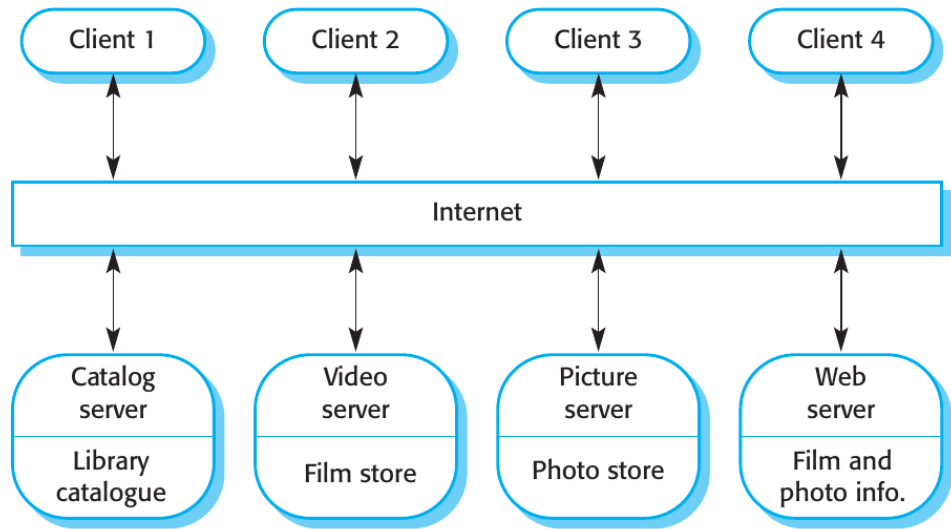 Client 1
Client 2
Client 3
Client 4
Internet
Catalog
server
Library
catalogue
Video
server
Film store
Picture
server
Photo store
Web
server
Film and
photo info.